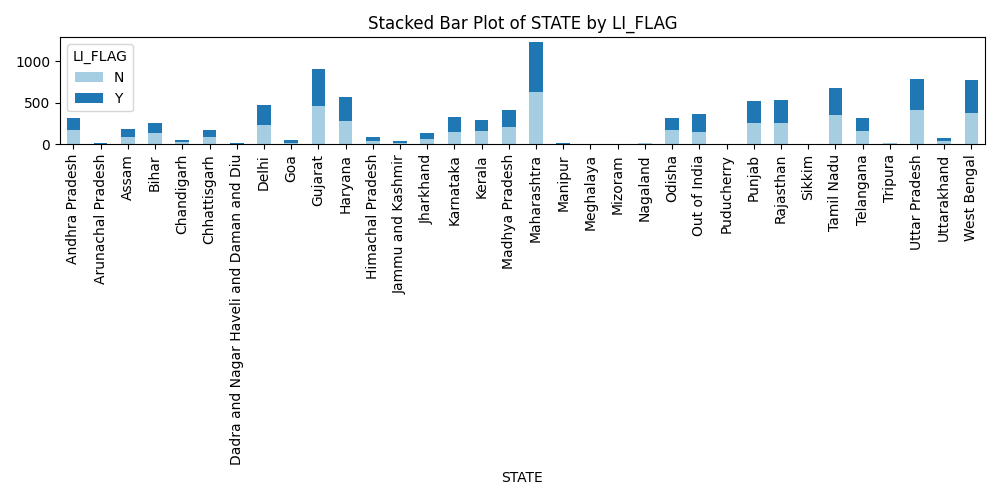 Stacked Bar Plot of STATE by LI_FLAG
LI_FLAG
N
Y
1000
500
0
Andhra Pradesh
Arunachal Pradesh
Assam
Bihar
Chandigarh
Chhattisgarh
Dadra and Nagar Haveli and Daman and Diu
Delhi
Goa
Gujarat
Haryana
Himachal Pradesh
Jammu and Kashmir
Jharkhand
Karnataka
Kerala
Madhya Pradesh
Maharashtra
Manipur
Meghalaya
Mizoram
Nagaland
Odisha
Out of India
Puducherry
Punjab
Rajasthan
Sikkim
Tamil Nadu
Telangana
Tripura
Uttar Pradesh
Uttarakhand
West Bengal
STATE